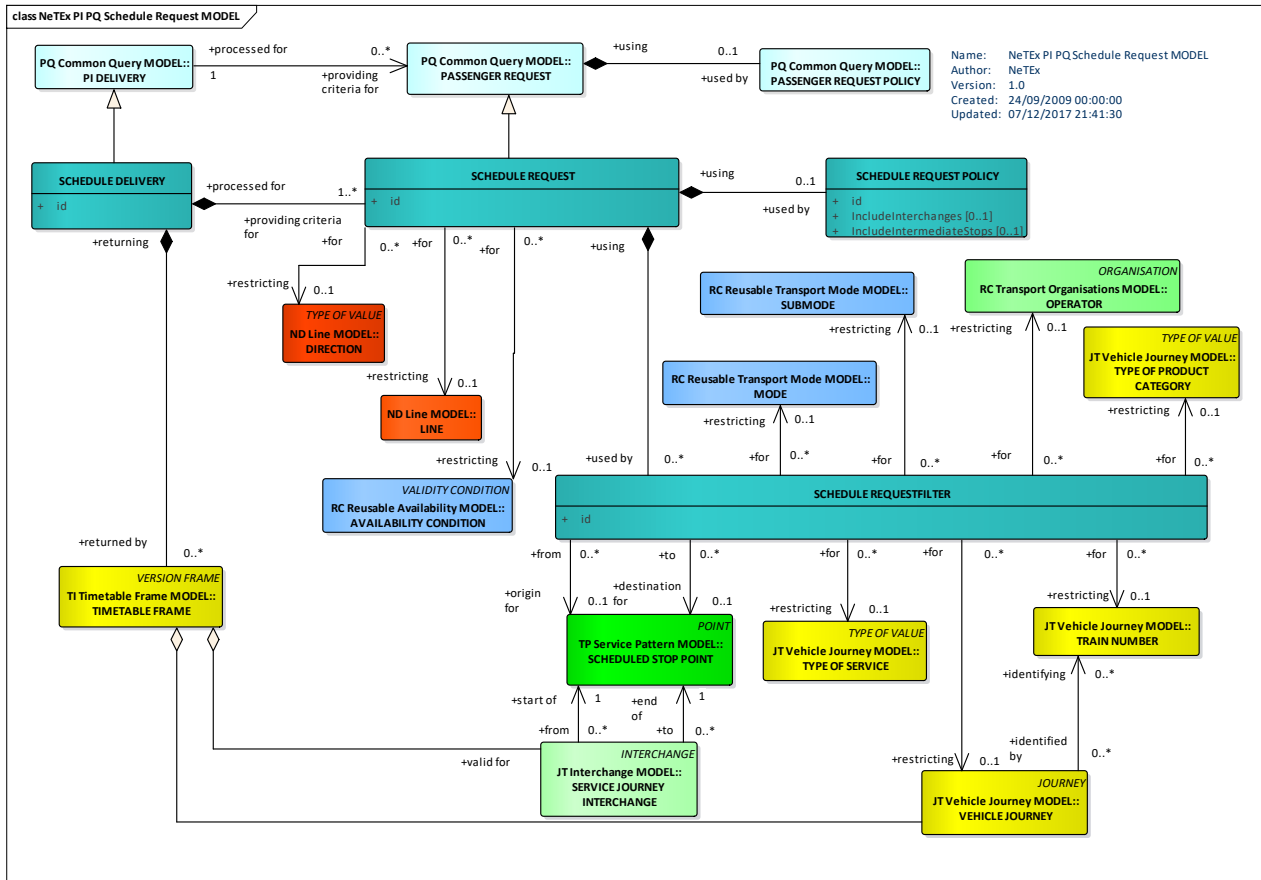 class NeTEx PI PQ Schedule Request MODEL
PQ Common Query MODEL::
PI DELIVERY
+processed for
1
0..*
+providing
criteria for
PQ Common Query MODEL::
PASSENGER REQUEST
+using
0..1
+used by
PQ Common Query MODEL::
PASSENGER REQUEST POLICY
Name: NeTEx PI PQ Schedule Request MODEL
Author: NeTEx
Version: 1.0
Created: 24/09/2009 00:00:00
Updated: 07/12/2017 21:41:30
SCHEDULE DELIVERY
+ id
+processed for
1..*
+providing criteria
for
SCHEDULE REQUEST
+ id
+using
0..1
+used by
SCHEDULE REQUEST POLICY
+ id
+ IncludeInterchanges [0..1]
+ IncludeIntermediateStops [0..1]
+returning
+for
0..*
+for
0..*
+for
0..*
+using
+restricting
0..1
TYPE OF VALUE
ND Line MODEL::
DIRECTION
RC Reusable Transport Mode MODEL::
SUBMODE
+restricting
0..1
ORGANISATION
RC Transport Organisations MODEL::
OPERATOR
+restricting
0..1
TYPE OF VALUE
JT Vehicle Journey MODEL::
TYPE OF PRODUCT
CATEGORY
+restricting
0..1
+restricting
0..1
ND Line MODEL::
LINE
RC Reusable Transport Mode MODEL::
MODE
+restricting
0..1
+restricting
0..1
VALIDITY CONDITION
RC Reusable Availability MODEL::
AVAILABILITY CONDITION
+used by
0..*
+for
0..*
+for
0..*
+for
0..*
+for
0..*
SCHEDULE REQUESTFILTER
+ id
+returned by
0..*
VERSION FRAME
TI Timetable Frame MODEL::
TIMETABLE FRAME
+from
0..*
+to
0..*
+for
0..*
+for
0..*
+for
0..*
+origin
for
0..1
+destination
for
0..1
+restricting
0..1
+restricting
0..1
POINT
TP Service Pattern MODEL::
SCHEDULED STOP POINT
TYPE OF VALUE
JT Vehicle Journey MODEL::
TYPE OF SERVICE
JT Vehicle Journey MODEL::
TRAIN NUMBER
+identifying
0..*
+start of
1
+end
of
1
+from
0..*
+to
0..*
+valid for
INTERCHANGE
JT Interchange MODEL::
SERVICE JOURNEY
INTERCHANGE
+restricting
0..1
+identified
by
0..*
JOURNEY
JT Vehicle Journey MODEL::
VEHICLE JOURNEY